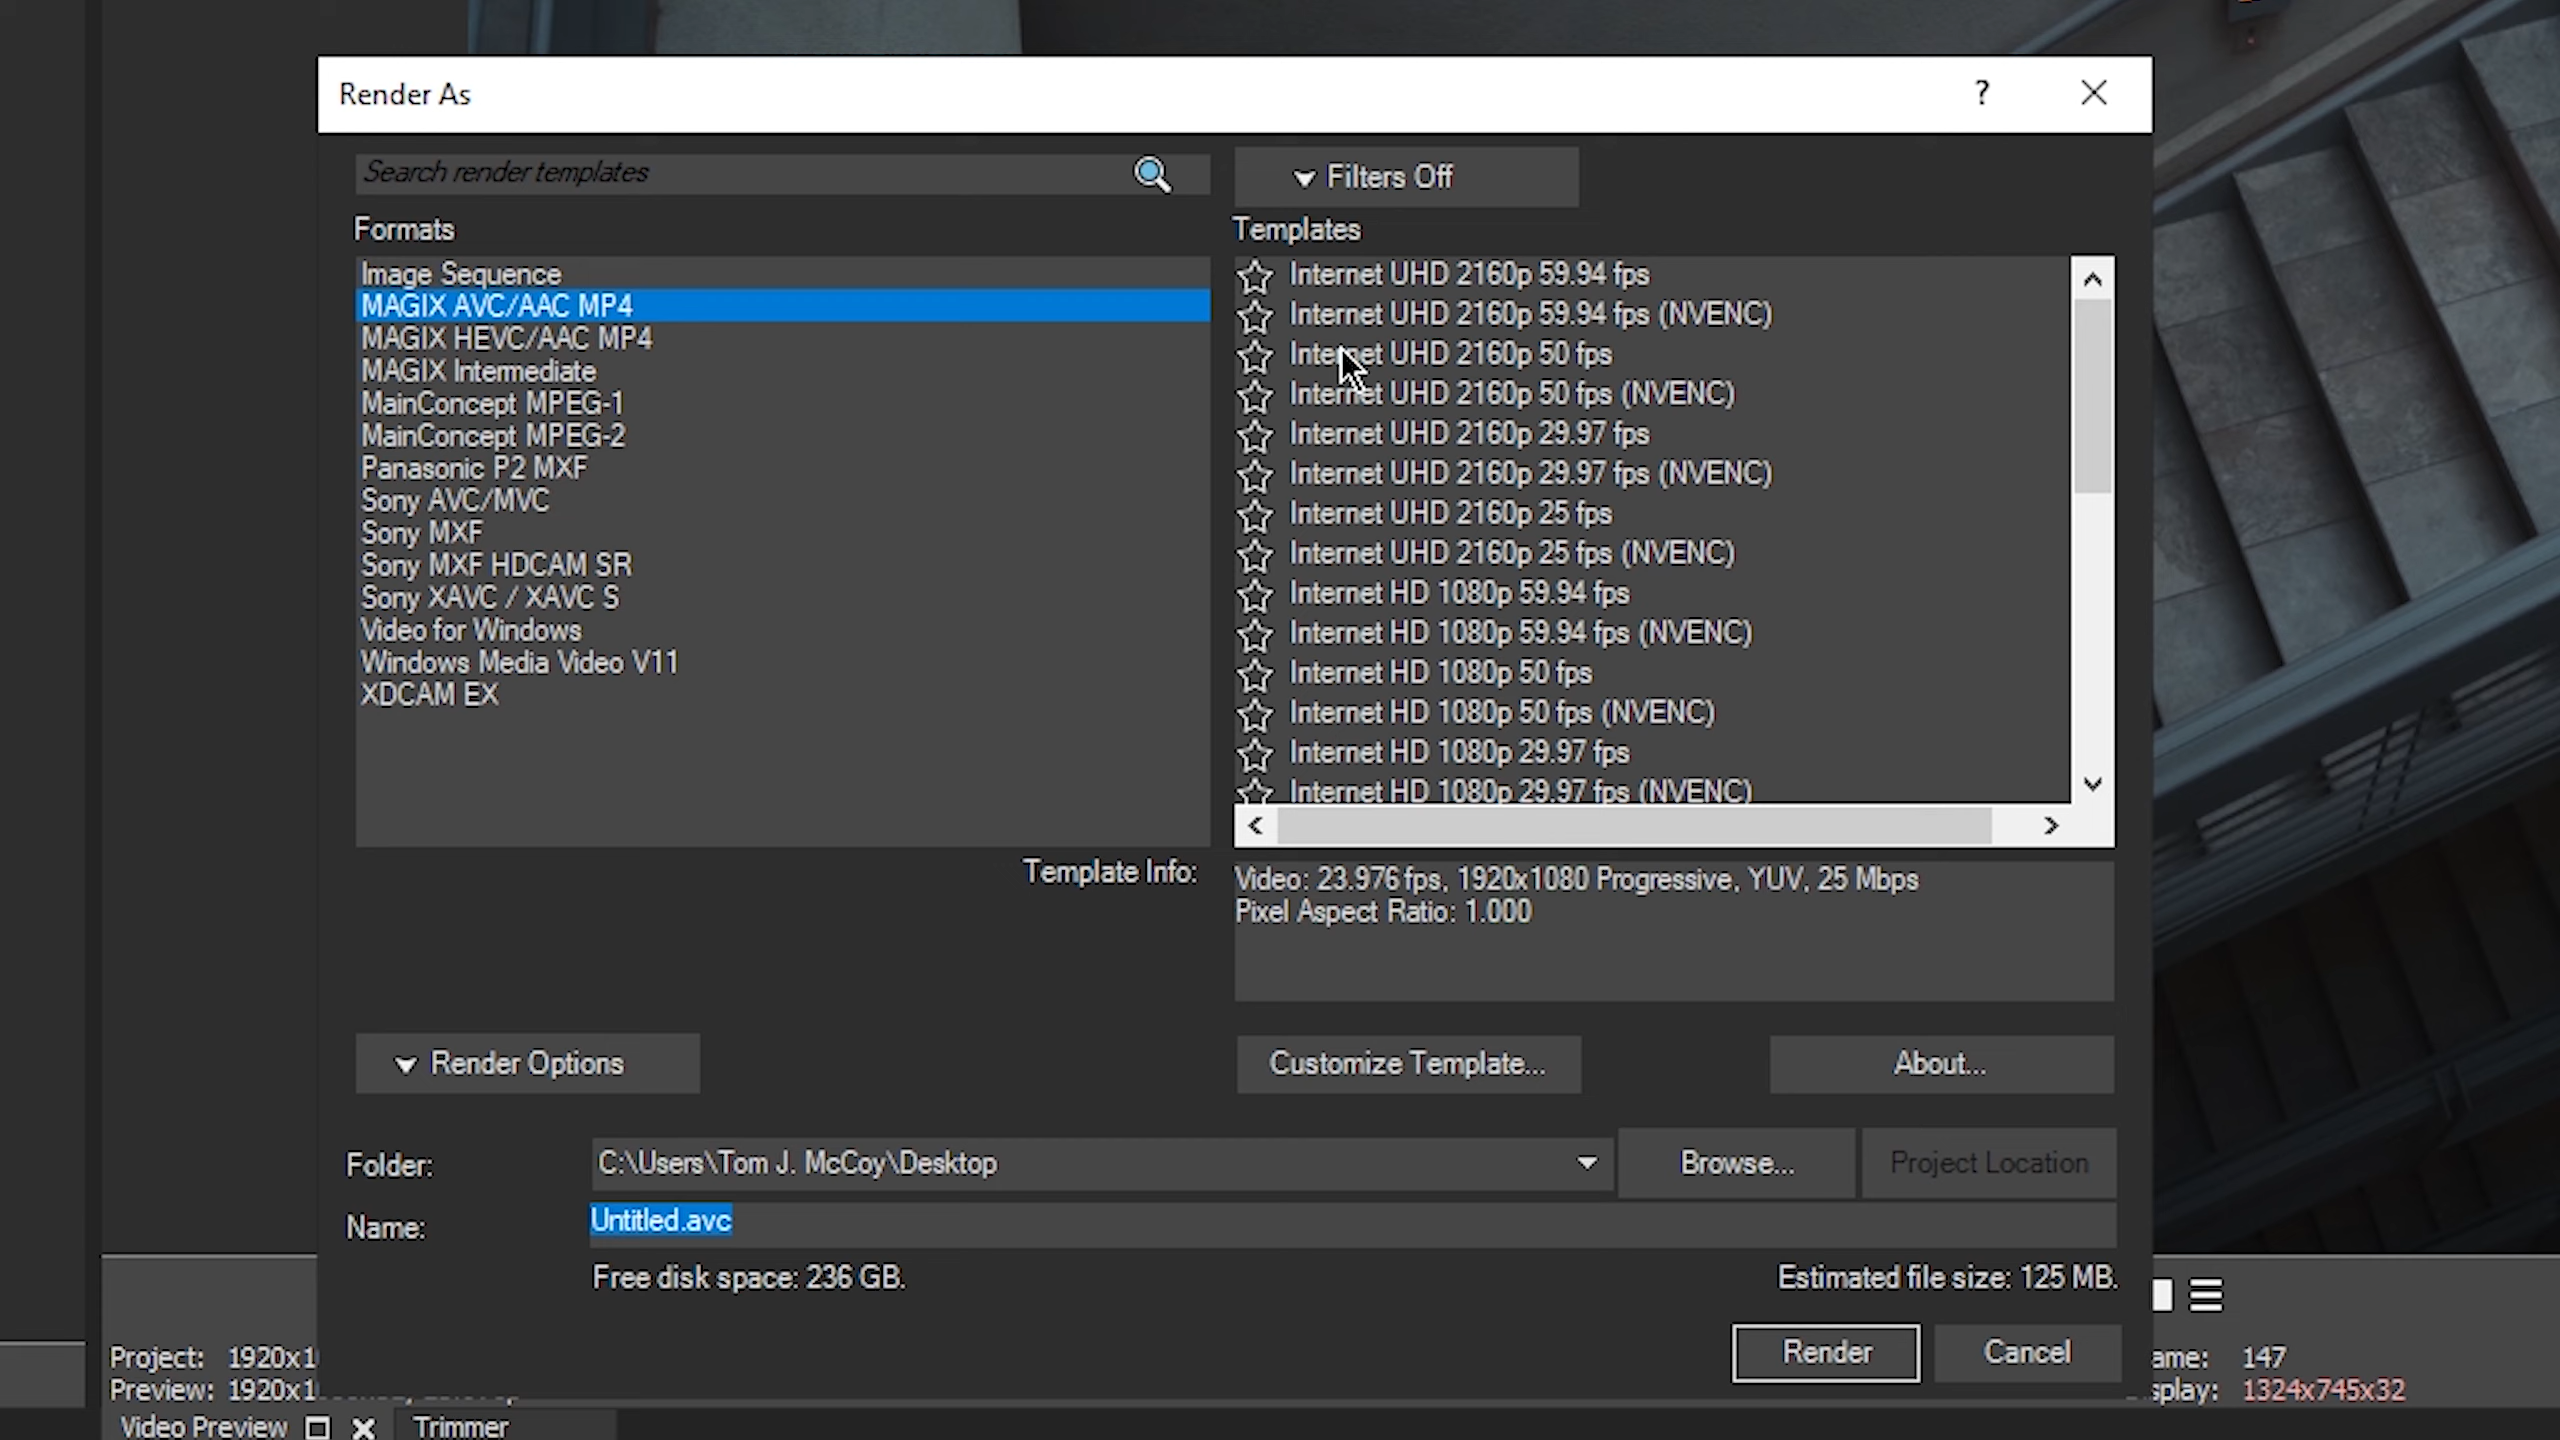 Render As
?
Search render templates
Filters Off
Formats
Image Sequence
MAGIX AVC/AAC MP4
MAGIX HEVC/AAC MP4
MAGIX Intermediate
MainConcept MPEG-1
MainConcept MPEG-2
Panasonic P2 MXF
Sony AVC/MVC
Sony MXF
Sony MXF HDCAM SR
Sony XAVC / XAVC S
Video for Windows
Windows Media Video V11
XDCAM EX
Templates
Internet UHD 2160p 59.94 fps
Internet UHD 2160p 59.94 fps (NVENC)
Internet UHD 2160p 50 fps
Internet UHD 2160p 50 fps (NVENC)
Internet UHD 2160p 29.97 fps
Internet UHD 2160p 29.97 fps (NVENC)
Internet UHD 2160p 25 fps
Internet UHD 2160p 25 fps (NVENC)
Internet HD 1080p 59.94 fps
Internet HD 1080p 59.94 fps (NVENC)
Internet HD 1080p 50 fps
Internet HD 1080p 50 fps (NVENC)
Internet HD 1080p 29.97 fps
Internet HD 1080p 29.97 fps (NVENC)
Template Info:
Video: 23.976 fps, 1920x1080 Progressive, YUV, 25 Mbps
Pixel Aspect Ratio: 1.000
Render Options
Customize Template...
About...
Folder:
C:\Users\Tom J. McCoy\Desktop
Browse...
Project Location
Name:
Untitled.avc
Free disk space: 236 GB.
Estimated file size: 125 MB.
Render
Cancel
Project: 1920x1
Preview: 1920x1
ame: 147
splay: 1324x745x32
Video Preview
Trimmer